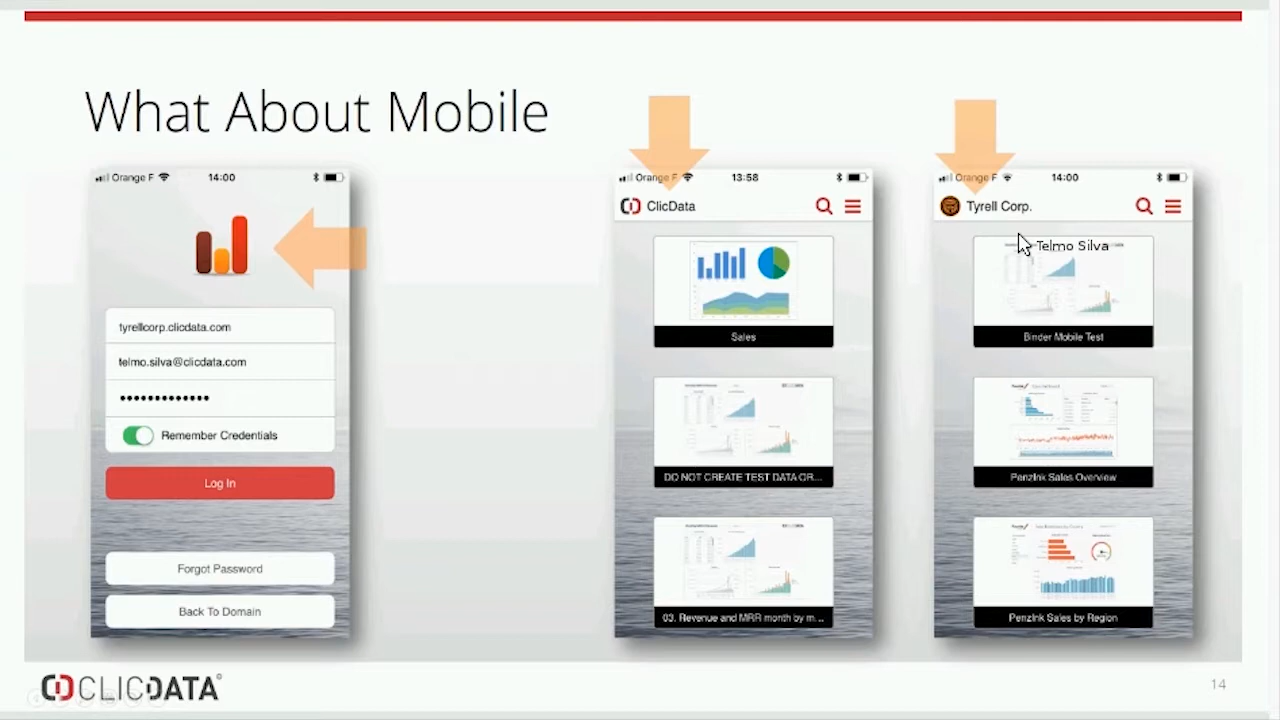 What About Mobile
Orange F 14:00
tyrellcorp.clicdata.com
telmo.silva@clicdata.com
Remember Credentials
Log In
Forgot Password
Back To Domain
Orange F 13:58
ClicData
Sales
DO NOT CREATE TEST DATA OR...
03. Revenue and MRR month by m...
Orange F 14:00
Tyrell Corp.
Telmo Silva
Binder Mobile Test
PenzInk Sales Overview
PenzInk Sales by Region
CLICDATA
14